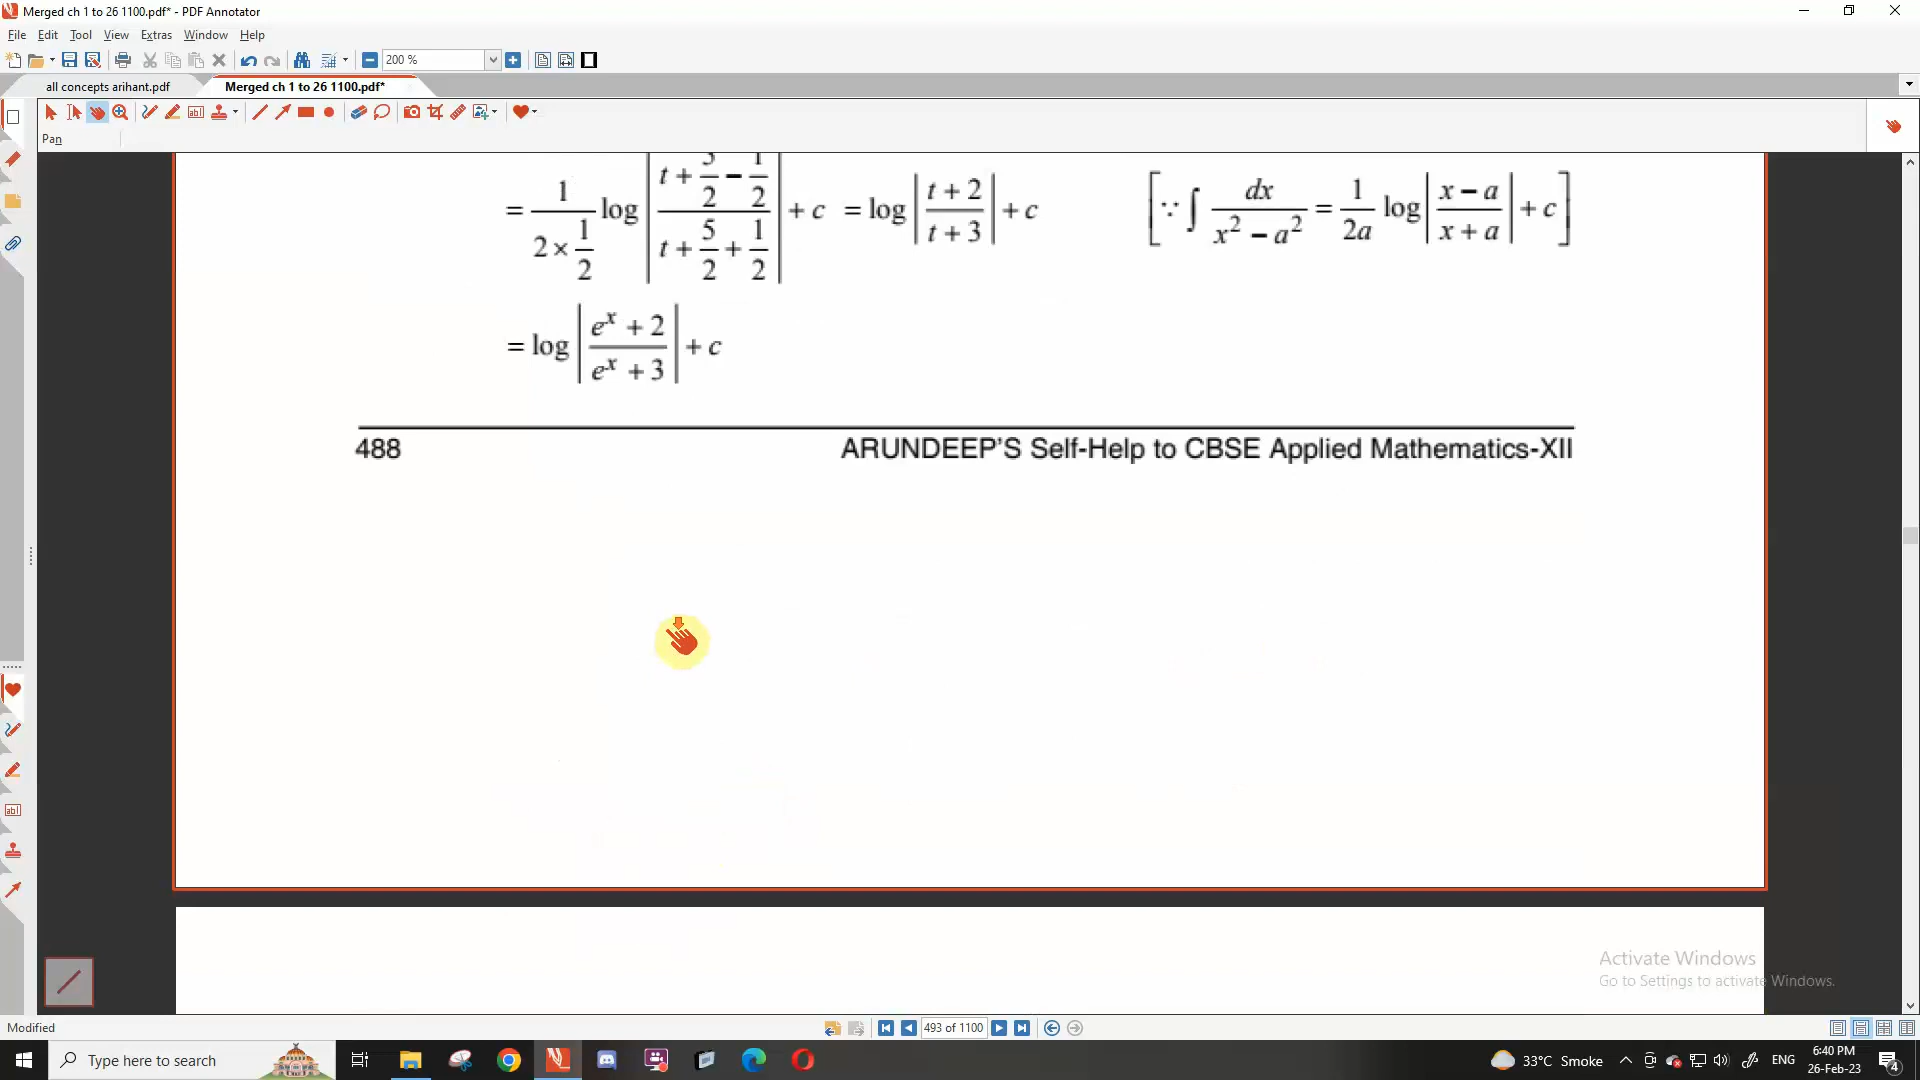 Merged ch 1 to 26 1100.pdf* - PDF Annotator
File Edit Tool View Extras Window Help
200 %
all concepts arihant.pdf Merged ch 1 to 26 1100.pdf*
Pan
= 1 / (2 × 1/2) log |(t + 5/2 − 1/2) / (t + 5/2 + 1/2)| + c = log |(t + 2) / (t + 3)| + c [∵ ∫ dx / (x² − a²) = 1/2a log |(x − a) / (x + a)| + c]
= log |(eˣ + 2) / (eˣ + 3)| + c
488 ARUNDEEP'S Self-Help to CBSE Applied Mathematics-XII
Activate Windows
Go to Settings to activate Windows.
Modified 493 of 1100
Type here to search 33°C Smoke ENG 6:40 PM
26-Feb-23 4